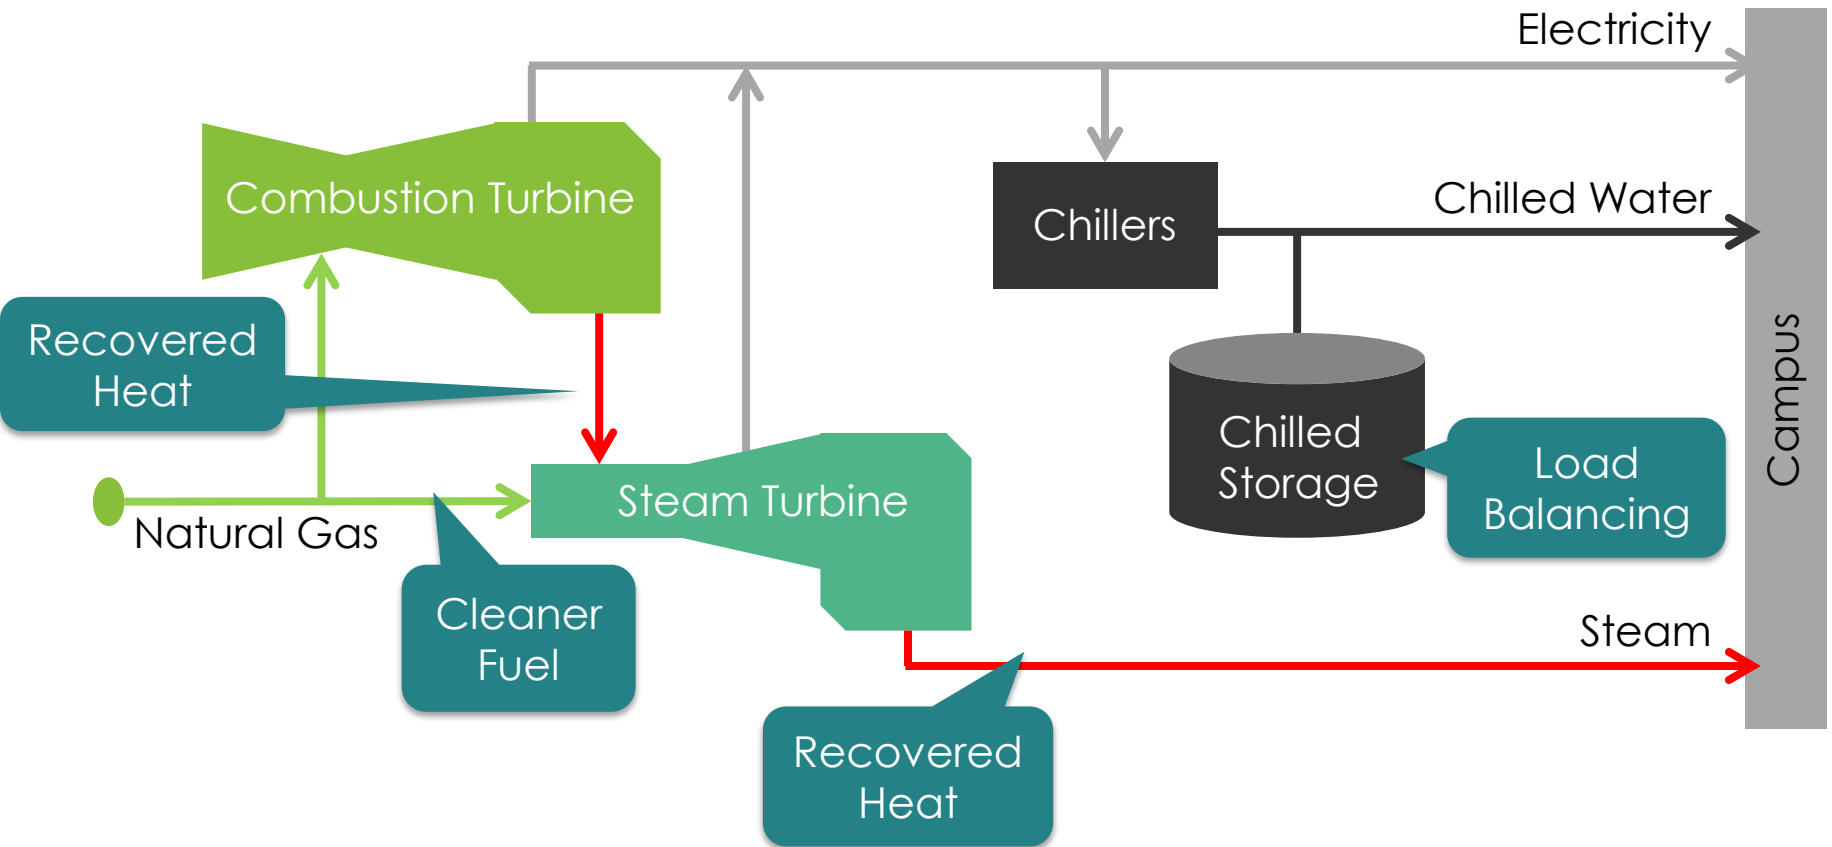 Electricity
Combustion Turbine
Chilled Water
Chillers
Recovered
Heat
Campus
Chilled
Storage
Load
Balancing
Steam Turbine
Natural Gas
Cleaner
Fuel
Steam
Recovered
Heat